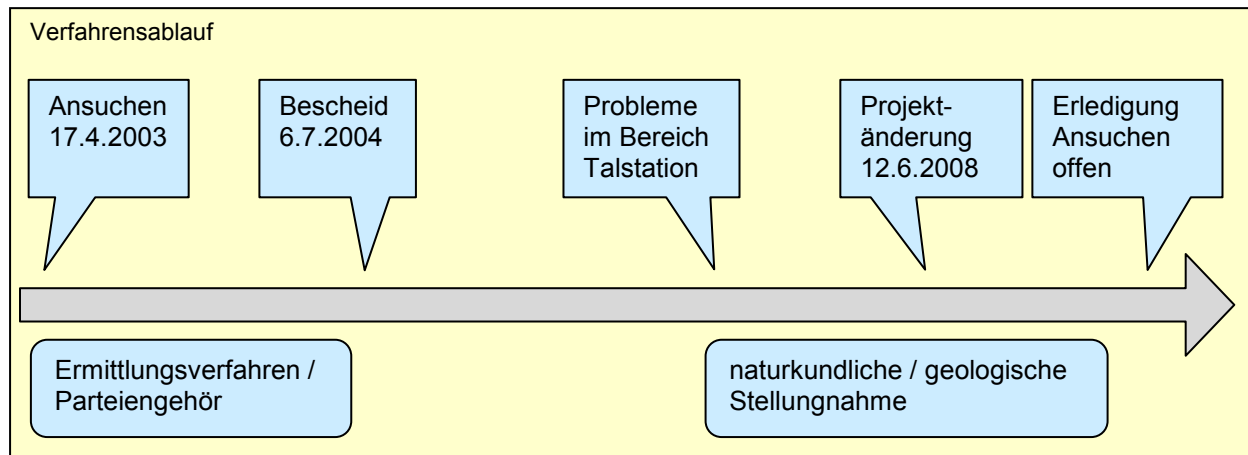 Verfahrensablauf
Ansuchen
17.4.2003
Bescheid
6.7.2004
Probleme
im Bereich
Talstation
Projekt-
änderung
12.6.2008
Erledigung
Ansuchen
offen
Ermittlungsverfahren /
Parteiengehör
naturkundliche / geologische
Stellungnahme